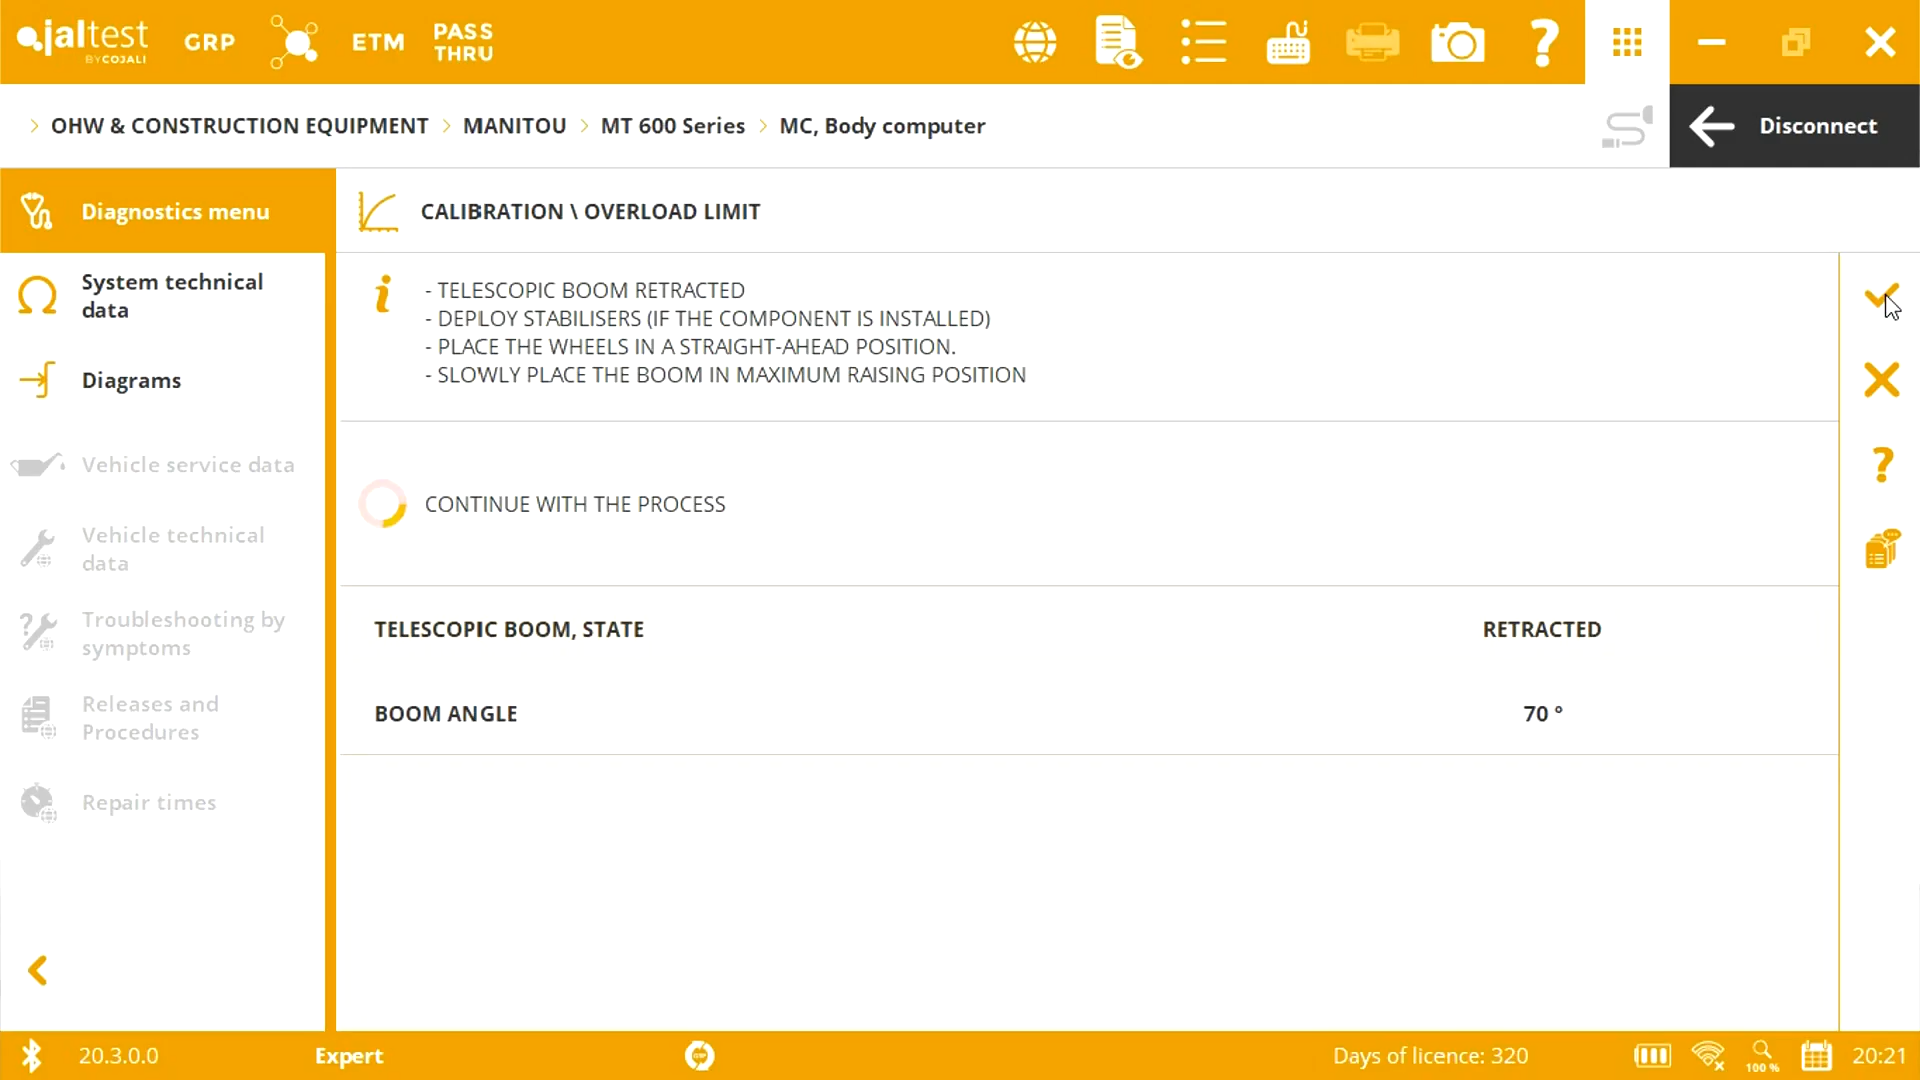 jaltest
BY COJALI
GRP
ETM
PASS
THRU
OHW & CONSTRUCTION EQUIPMENT
MANITOU
MT 600 Series
MC, Body computer
Disconnect
Diagnostics menu
CALIBRATION \ OVERLOAD LIMIT
System technical
data
Diagrams
Vehicle service data
Vehicle technical
data
Troubleshooting by
symptoms
Releases and
Procedures
Repair times
- TELESCOPIC BOOM RETRACTED
- DEPLOY STABILISERS (IF THE COMPONENT IS INSTALLED)
- PLACE THE WHEELS IN A STRAIGHT-AHEAD POSITION.
- SLOWLY PLACE THE BOOM IN MAXIMUM RAISING POSITION
CONTINUE WITH THE PROCESS
TELESCOPIC BOOM, STATE
RETRACTED
BOOM ANGLE
70 °
20.3.0.0
Expert
Days of licence: 320
100 %
20:21